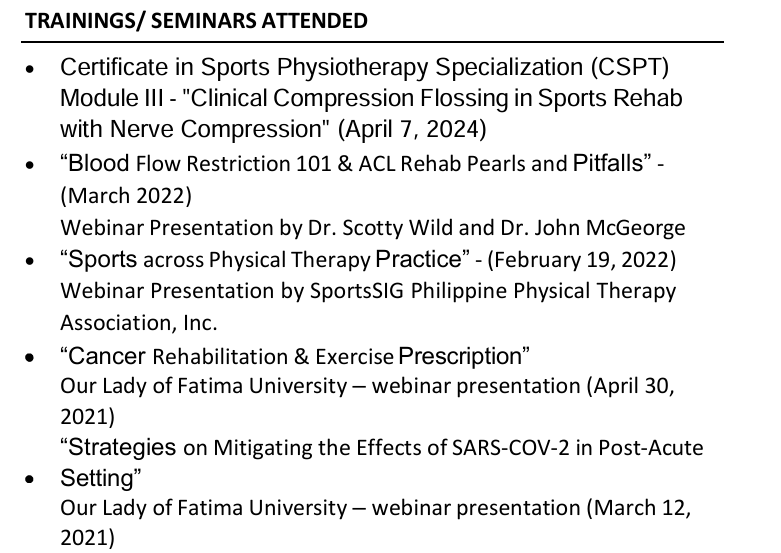 TRAININGS/ SEMINARS ATTENDED
• Certificate in Sports Physiotherapy Specialization (CSPT)
Module III - "Clinical Compression Flossing in Sports Rehab
with Nerve Compression" (April 7, 2024)
• “Blood Flow Restriction 101 & ACL Rehab Pearls and Pitfalls” -
(March 2022)
Webinar Presentation by Dr. Scotty Wild and Dr. John McGeorge
• “Sports across Physical Therapy Practice” - (February 19, 2022)
Webinar Presentation by SportsSIG Philippine Physical Therapy
Association, Inc.
• “Cancer Rehabilitation & Exercise Prescription”
Our Lady of Fatima University – webinar presentation (April 30,
2021)
“Strategies on Mitigating the Effects of SARS-COV-2 in Post-Acute
• Setting”
Our Lady of Fatima University – webinar presentation (March 12,
2021)